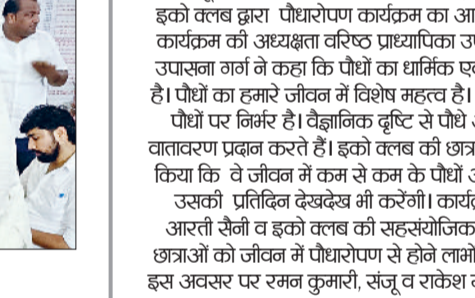 इको क्लब द्वारा पौधारोपण कार्यक्रम का आ
कार्यक्रम की अध्यक्षता वरिष्ठ प्राध्यापिका उ
उपासना गर्ग ने कहा कि पौधों का धार्मिक ए
है। पौधों का हमारे जीवन में विशेष महत्व है।
पौधों पर निर्भर है। वैज्ञानिक दृष्टि से पौधे
वातावरण प्रदान करते हैं। इको क्लब की छात्र
किया कि वे जीवन में कम से कम के पौधों
उसकी प्रतिदिन देखदेख भी करेंगी। कार्य
आरती सैनी व इको क्लब की सहसंयोजिक
छात्राओं को जीवन में पौधारोपण से होने लाभो
इस अवसर पर रमन कुमारी, संजू व राकेश